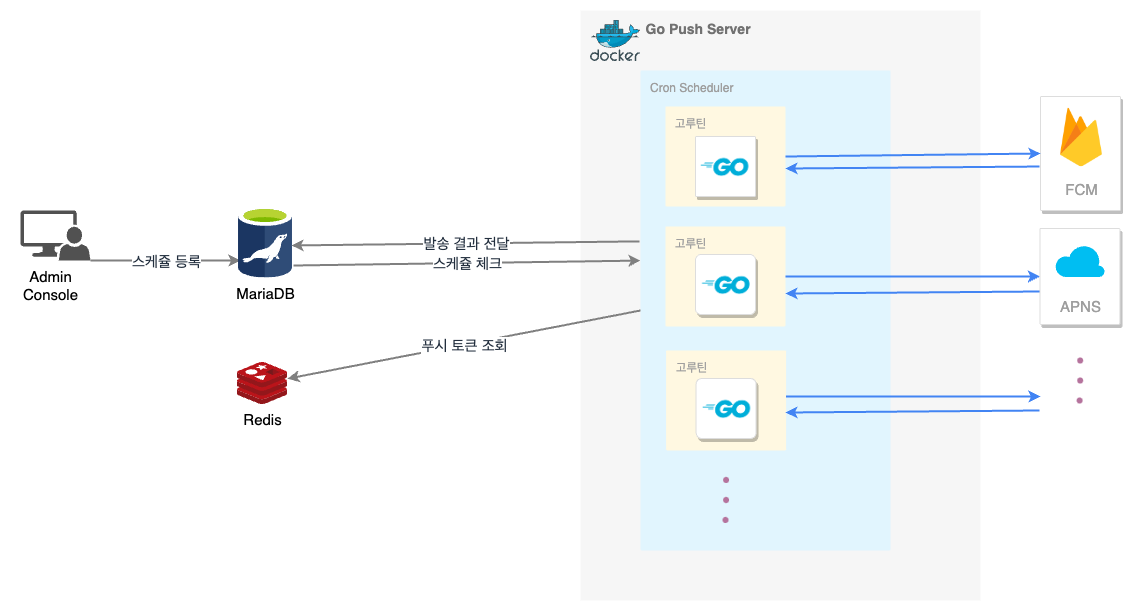 docker
Go Push Server
Cron Scheduler
고루틴
GO
FCM
고루틴
GO
APNS
고루틴
GO
Admin
Console
스케쥴 등록
MariaDB
발송 결과 전달
스케쥴 체크
푸시 토큰 조회
Redis